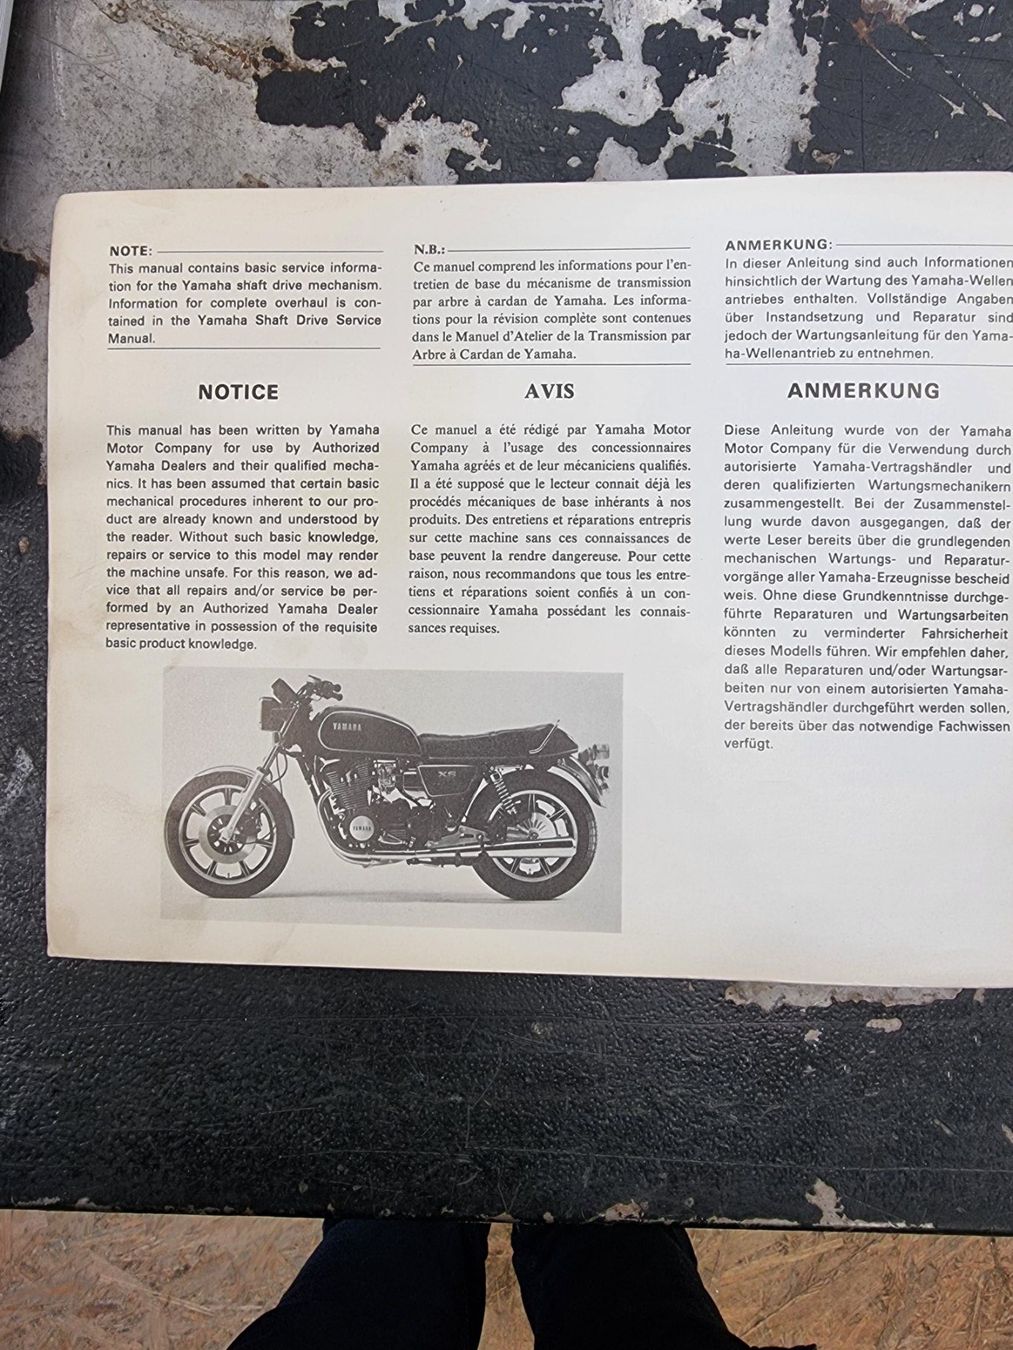 NOTE:
This manual contains basic service informa-
tion for the Yamaha shaft drive mechanism.
Information for complete overhaul is con-
tained in the Yamaha Shaft Drive Service
Manual.
NOTICE
This manual has been written by Yamaha
Motor Company for use by Authorized
Yamaha Dealers and their qualified mecha-
nics. It has been assumed that certain basic
mechanical procedures inherent to our pro-
duct are already known and understood by
the reader. Without such basic knowledge,
repairs or service to this model may render
the machine unsafe. For this reason, we ad-
vice that all repairs and/or service be per-
formed by an Authorized Yamaha Dealer
representative in possession of the requisite
basic product knowledge.
N.B.:
Ce manuel comprend les informations pour l'en-
tretien de base du mécanisme de transmission
par arbre à cardan de Yamaha. Les informa-
tions pour la révision complète sont contenues
dans le Manuel d'Atelier de la Transmission par
Arbre à Cardan de Yamaha.
AVIS
Ce manuel a été rédigé par Yamaha Motor
Company à l'usage des concessionnaires
Yamaha agréés et de leur mécaniciens qualifiés.
Il a été supposé que le lecteur connait déjà les
procédés mécaniques de base inhérants à nos
produits. Des entretiens et réparations entrepris
sur cette machine sans ces connaissances de
base peuvent la rendre dangereuse. Pour cette
raison, nous recommandons que tous les entre-
tiens et réparations soient confiés à un con-
cessionnaire Yamaha possédant les connais-
sances requises.
ANMERKUNG:
In dieser Anleitung sind auch Informationen
hinsichtlich der Wartung des Yamaha-Wellen
antriebes enthalten. Vollständige Angaben
über Instandsetzung und Reparatur sind
jedoch der Wartungsanleitung für den Yama-
ha-Wellenantrieb zu entnehmen.
ANMERKUNG
Diese Anleitung wurde von der Yamaha
Motor Company für die Verwendung durch
autorisierte Yamaha-Vertragshändler und
deren qualifizierten Wartungsmechanikern
zusammengestellt. Bei der Zusammenstel-
lung wurde davon ausgegangen, daß der
werte Leser bereits über die grundlegenden
mechanischen Wartungs- und Reparatur-
vorgänge aller Yamaha-Erzeugnisse bescheid
weis. Ohne diese Grundkenntnisse durchge-
führte Reparaturen und Wartungsarbeiten
könnten zu verminderter Fahrsicherheit
dieses Modells führen. Wir empfehlen daher,
daß alle Reparaturen und/oder Wartungsar-
beiten nur von einem autorisierten Yamaha-
Vertragshändler durchgeführt werden sollen,
der bereits über das notwendige Fachwissen
verfügt.
YAMAHA
XS
YAMAHA